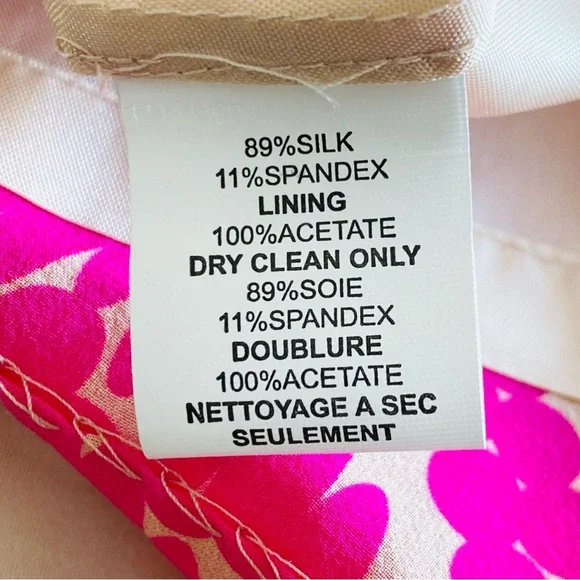 89%SILK
11%SPANDEX
LINING
100%ACETATE
DRY CLEAN ONLY
89%SOIE
11%SPANDEX
DOUBLURE
100%ACETATE
NETTOYAGE A SEC
SEULEMENT